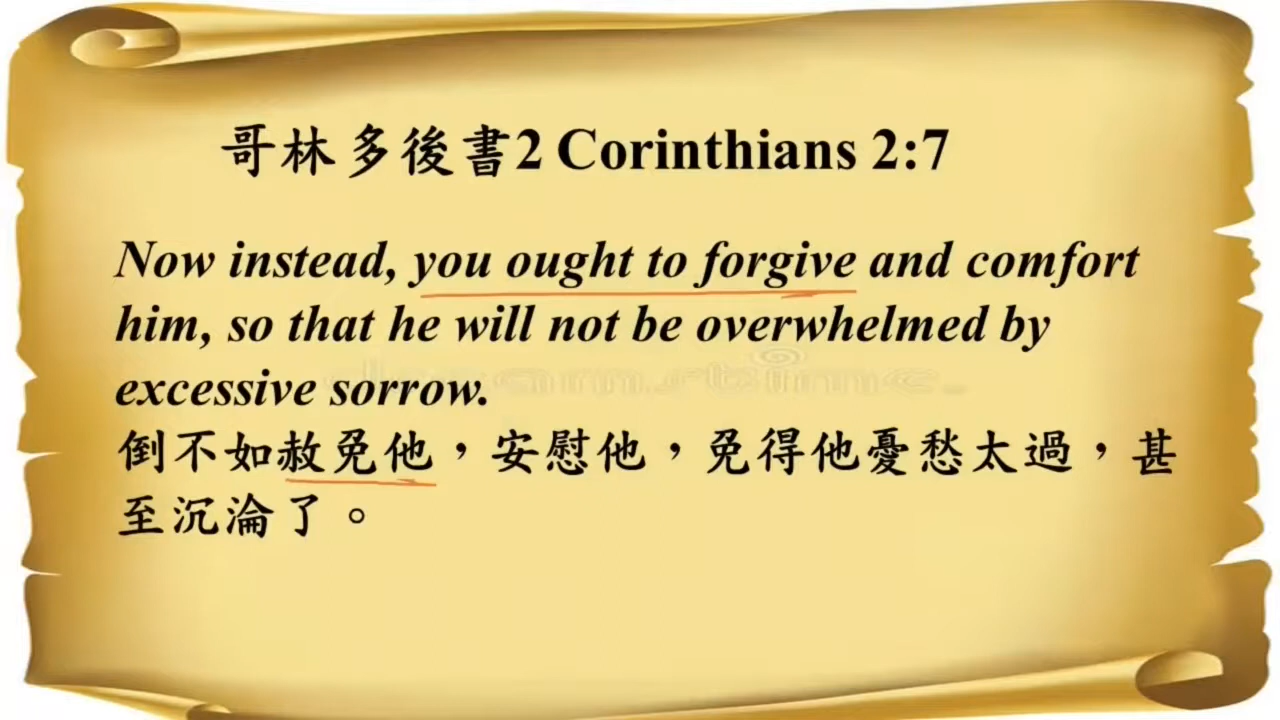 哥林多後書2 Corinthians 2:7
Now instead, you ought to forgive and comfort
him, so that he will not be overwhelmed by
excessive sorrow.
倒不如赦免他，安慰他，免得他憂愁太過，甚
至沉淪了。